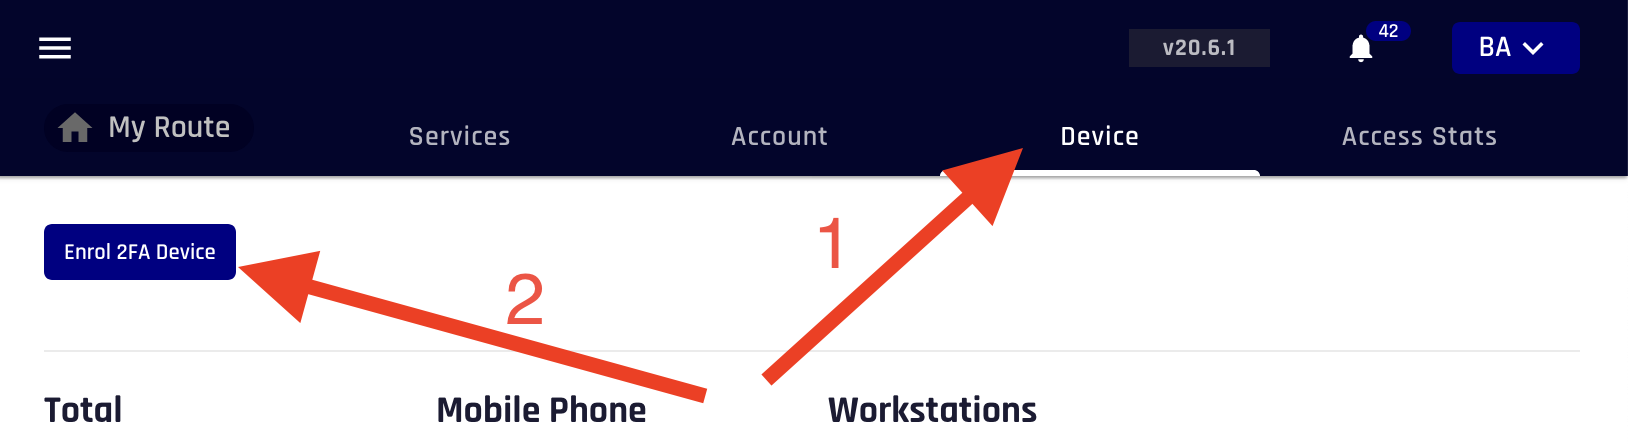 v20.6.1
42
BA
My Route
Services
Account
Device
Access Stats
1
Enrol 2FA Device
2
Total
Mobile Phone
Workstations